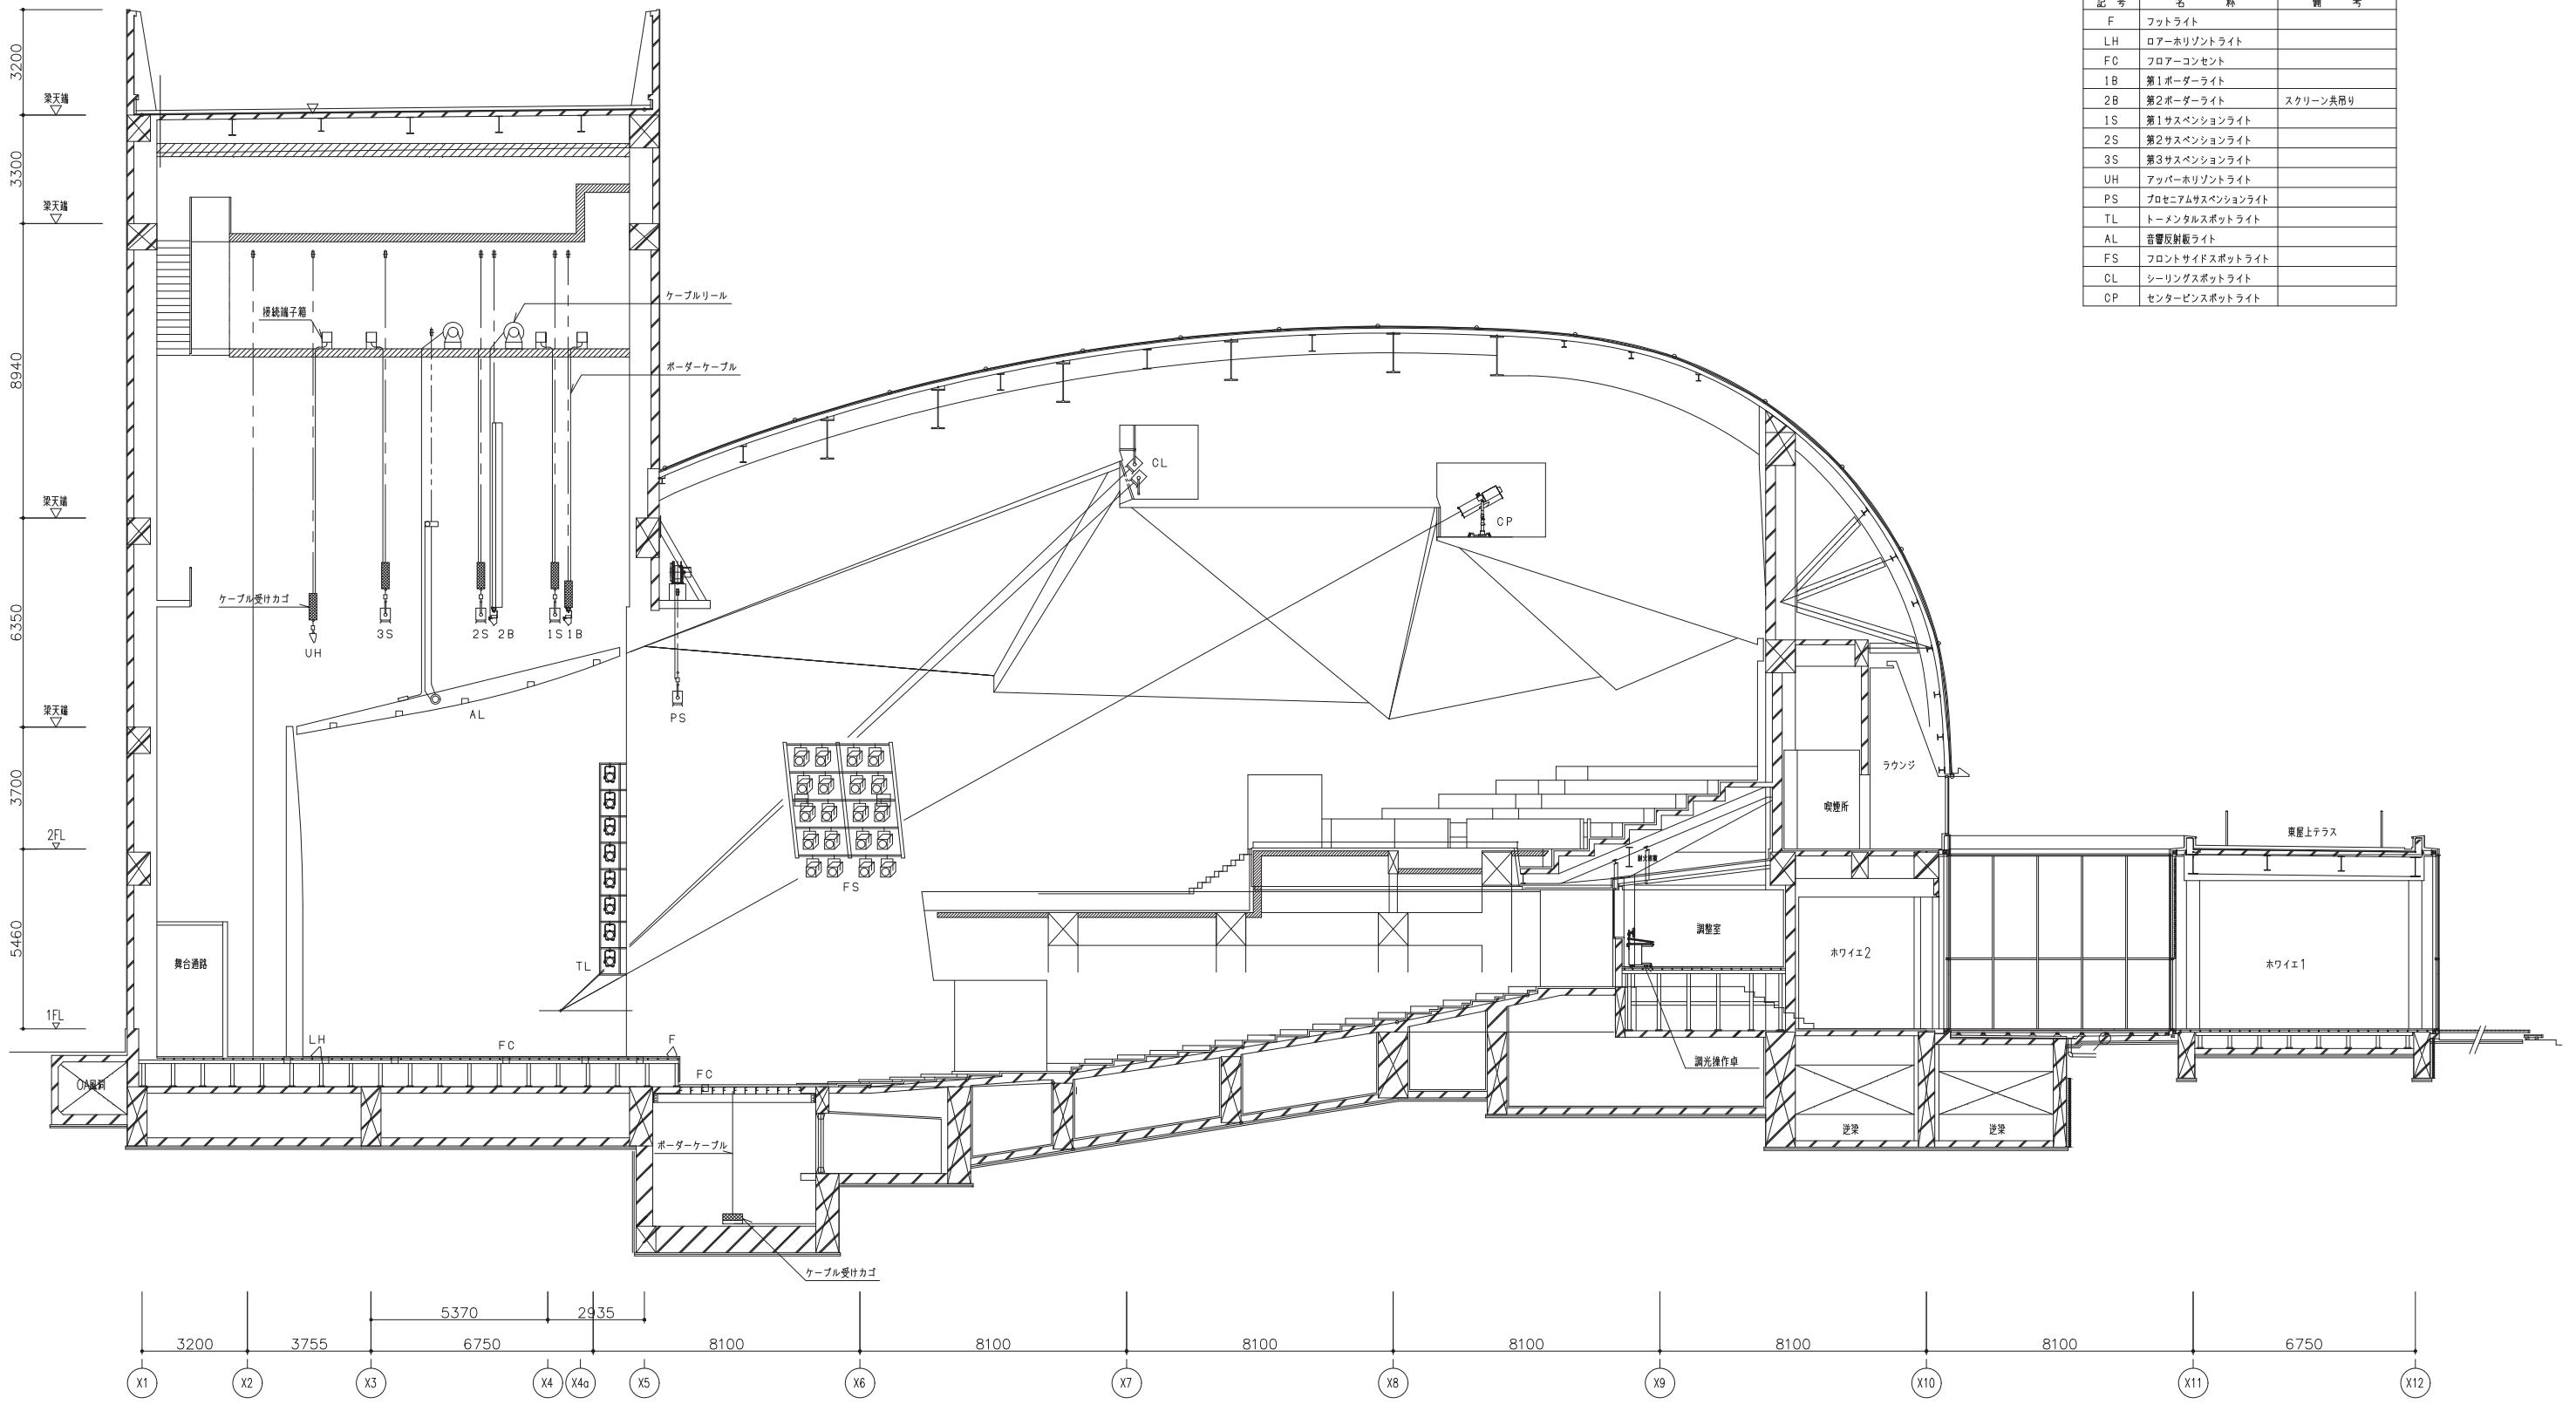 記号 名称 備考
F フットライト
LH ロアーホリゾントライト
FC フロアーコンセント
1B 第1ボーダーライト
2B 第2ボーダーライト スクリーン共吊り
1S 第1サスペンションライト
2S 第2サスペンションライト
3S 第3サスペンションライト
UH アッパーホリゾントライト
PS プロセニアムサスペンションライト
TL トーメンタルスポットライト
AL 音響反射板ライト
FS フロントサイドスポットライト
CL シーリングスポットライト
CP センターピンスポットライト
3200
梁天端
3300
梁天端
8940
梁天端
6350
梁天端
3700
2FL
5460
1FL
接続端子箱
ケーブルリール
ボーダーケーブル
ケーブル受けカゴ
UH
3S
2S 2B
1S 1B
PS
AL
CL
CP
FS
TL
舞台通路
LH
FC
F
FC
OA風洞
ボーダーケーブル
ケーブル受けカゴ
ラウンジ
喫煙所
東屋上テラス
調整室
ホワイエ2
ホワイエ1
調光操作卓
逆梁
逆梁
5370 2935
3200 3755 6750 8100 8100 8100 8100 8100 8100 6750
X1 X2 X3 X4 X4a X5 X6 X7 X8 X9 X10 X11 X12